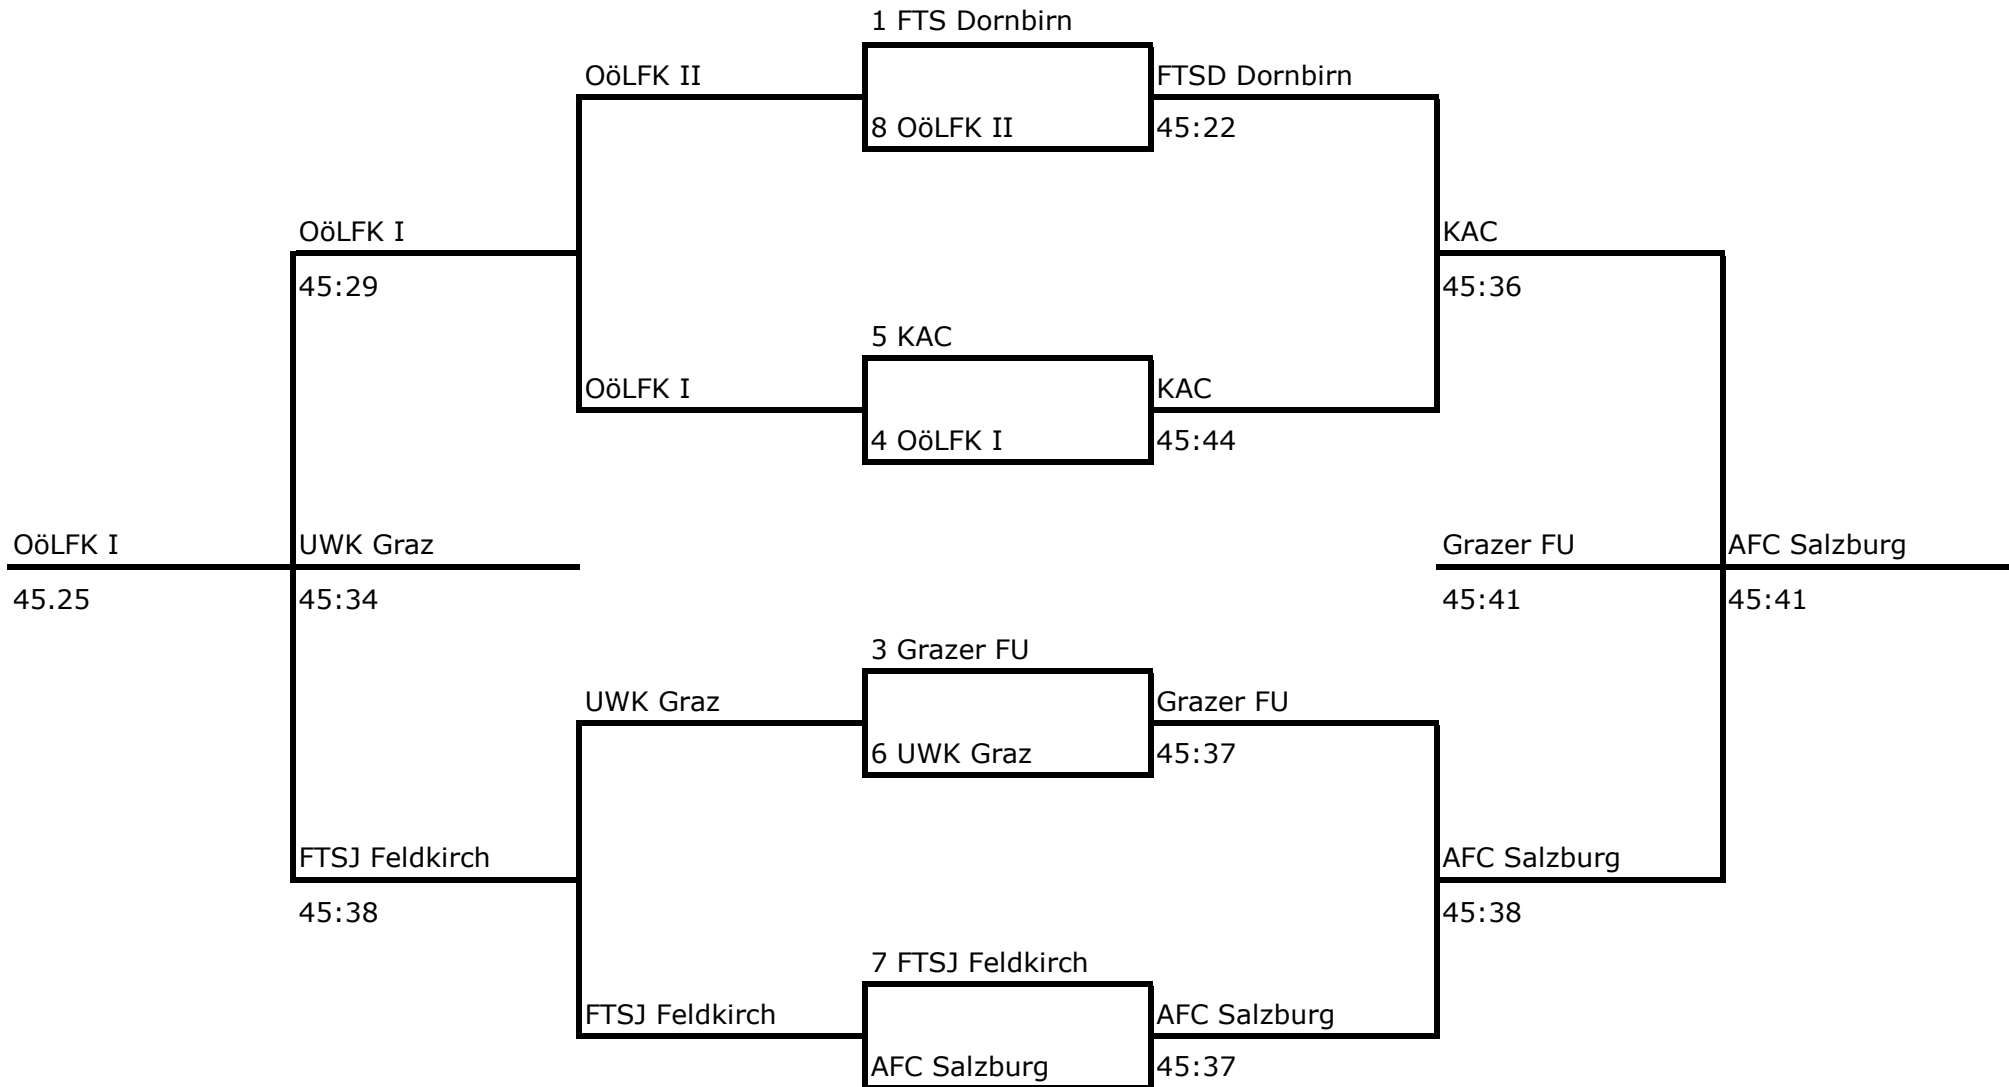 1 FTS Dornbirn
OöLFK II
FTSD Dornbirn
8 OöLFK II
45:22
OöLFK I
KAC
45:29
45:36
5 KAC
OöLFK I
KAC
4 OöLFK I
45:44
OöLFK I
UWK Graz
Grazer FU
AFC Salzburg
45.25
45:34
45:41
45:41
3 Grazer FU
UWK Graz
Grazer FU
6 UWK Graz
45:37
FTSJ Feldkirch
AFC Salzburg
45:38
45:38
7 FTSJ Feldkirch
FTSJ Feldkirch
AFC Salzburg
AFC Salzburg
45:37